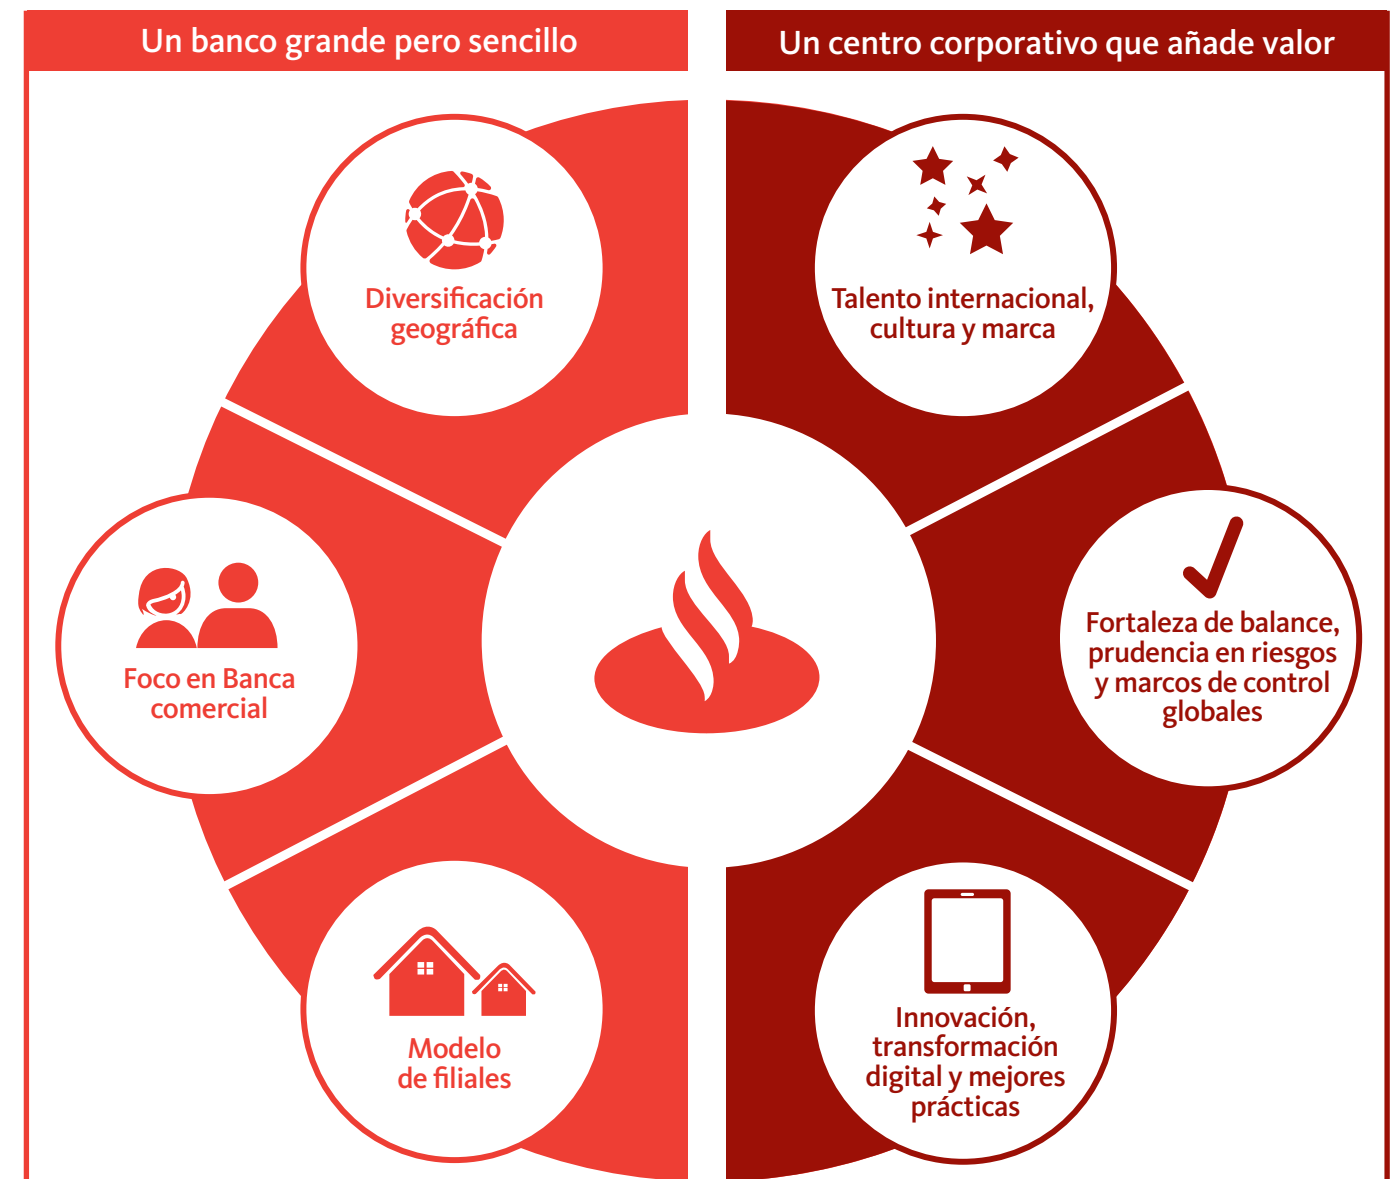 Un banco grande pero sencillo
Diversificación
geográfica
Foco en Banca
comercial
Modelo
de filiales
Un centro corporativo que añade valor
Talento internacional,
cultura y marca
Fortaleza de balance,
prudencia en riesgos
y marcos de control
globales
Innovación,
transformación
digital y mejores
prácticas